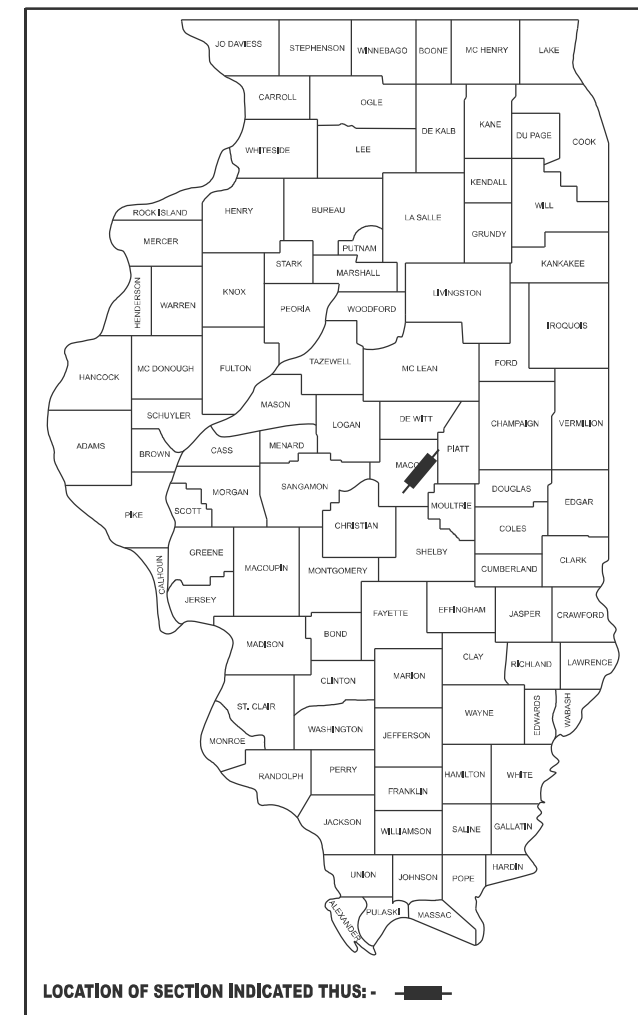 JO DAVIESS
STEPHENSON
WINNEBAGO
BOONE
MC HENRY
LAKE
CARROLL
OGLE
DE KALB
KANE
DU PAGE
COOK
WHITESIDE
LEE
KENDALL
WILL
ROCK ISLAND
HENRY
BUREAU
LA SALLE
GRUNDY
MERCER
PUTNAM
KANKAKEE
STARK
MARSHALL
HENDERSON
WARREN
KNOX
PEORIA
WOODFORD
LIVINGSTON
IROQUOIS
HANCOCK
MC DONOUGH
FULTON
TAZEWELL
MC LEAN
FORD
SCHUYLER
MASON
LOGAN
DE WITT
PIATT
CHAMPAIGN
VERMILION
ADAMS
BROWN
CASS
MENARD
MORGAN
SANGAMON
DOUGLAS
EDGAR
PIKE
SCOTT
CHRISTIAN
MOULTRIE
COLES
CALHOUN
GREENE
MACOUPIN
MONTGOMERY
SHELBY
CUMBERLAND
CLARK
JERSEY
FAYETTE
EFFINGHAM
JASPER
CRAWFORD
MADISON
BOND
CLAY
RICHLAND
LAWRENCE
CLINTON
MARION
ST. CLAIR
WAYNE
EDWARDS
WABASH
WASHINGTON
JEFFERSON
MONROE
RANDOLPH
PERRY
HAMILTON
WHITE
FRANKLIN
JACKSON
WILLIAMSON
SALINE
GALLATIN
UNION
JOHNSON
POPE
HARDIN
ALEXANDER
PULASKI
MASSAC
LOCATION OF SECTION INDICATED THUS: -